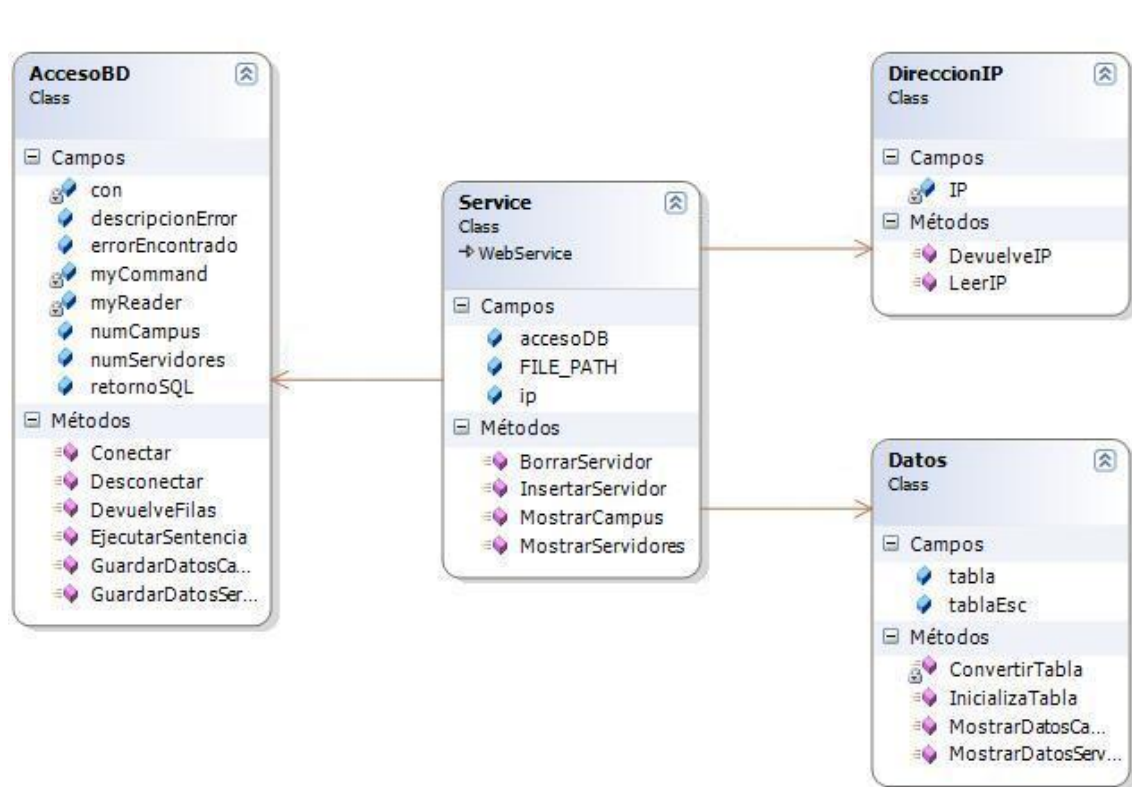 AccesoBD
Class
Campos
con
descripcionError
errorEncontrado
myCommand
myReader
numCampus
numServidores
retornoSQL
Métodos
Conectar
Desconectar
DevuelveFilas
EjecutarSentencia
GuardarDatosCa...
GuardarDatosSer...
Service
Class
WebService
Campos
accesoDB
FILE_PATH
ip
Métodos
BorrarServidor
InsertarServidor
MostrarCampus
MostrarServidores
DireccionIP
Class
Campos
IP
Métodos
DevuelveIP
LeerIP
Datos
Class
Campos
tabla
tablaEsc
Métodos
ConvertirTabla
InicializaTabla
MostrarDatosCa...
MostrarDatosServ...